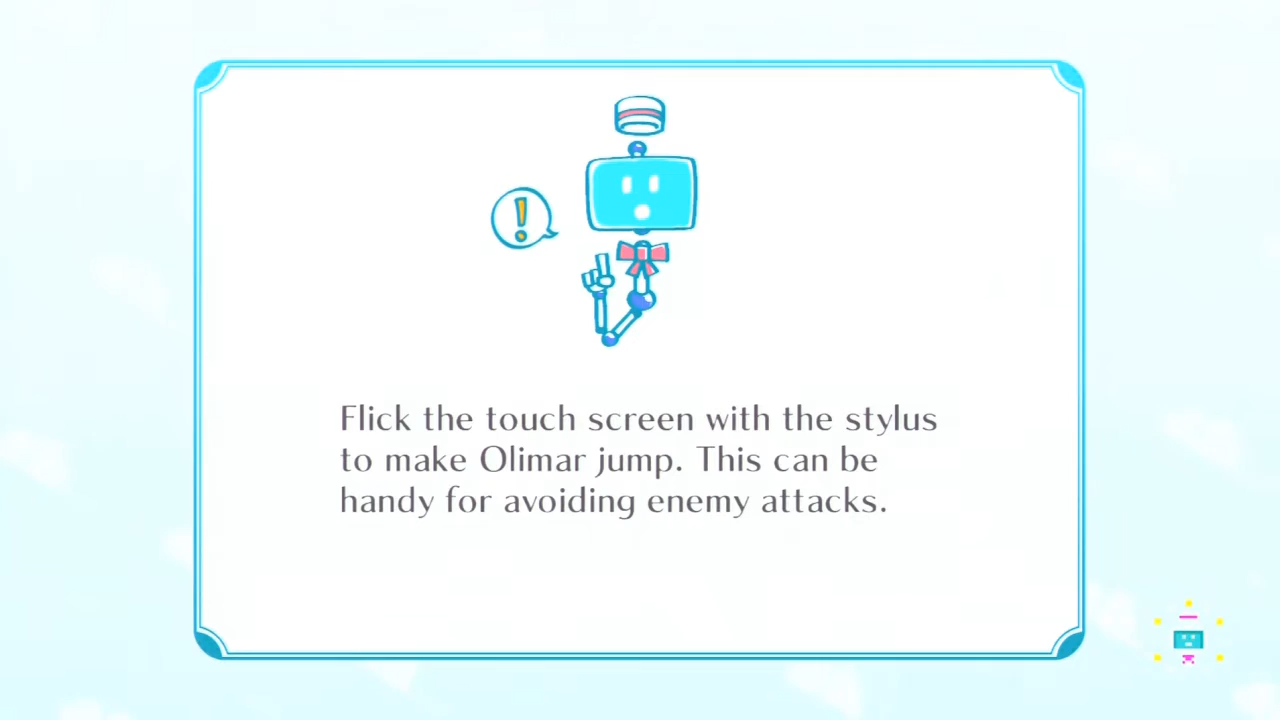 !
Flick the touch screen with the stylus
to make Olimar jump. This can be
handy for avoiding enemy attacks.